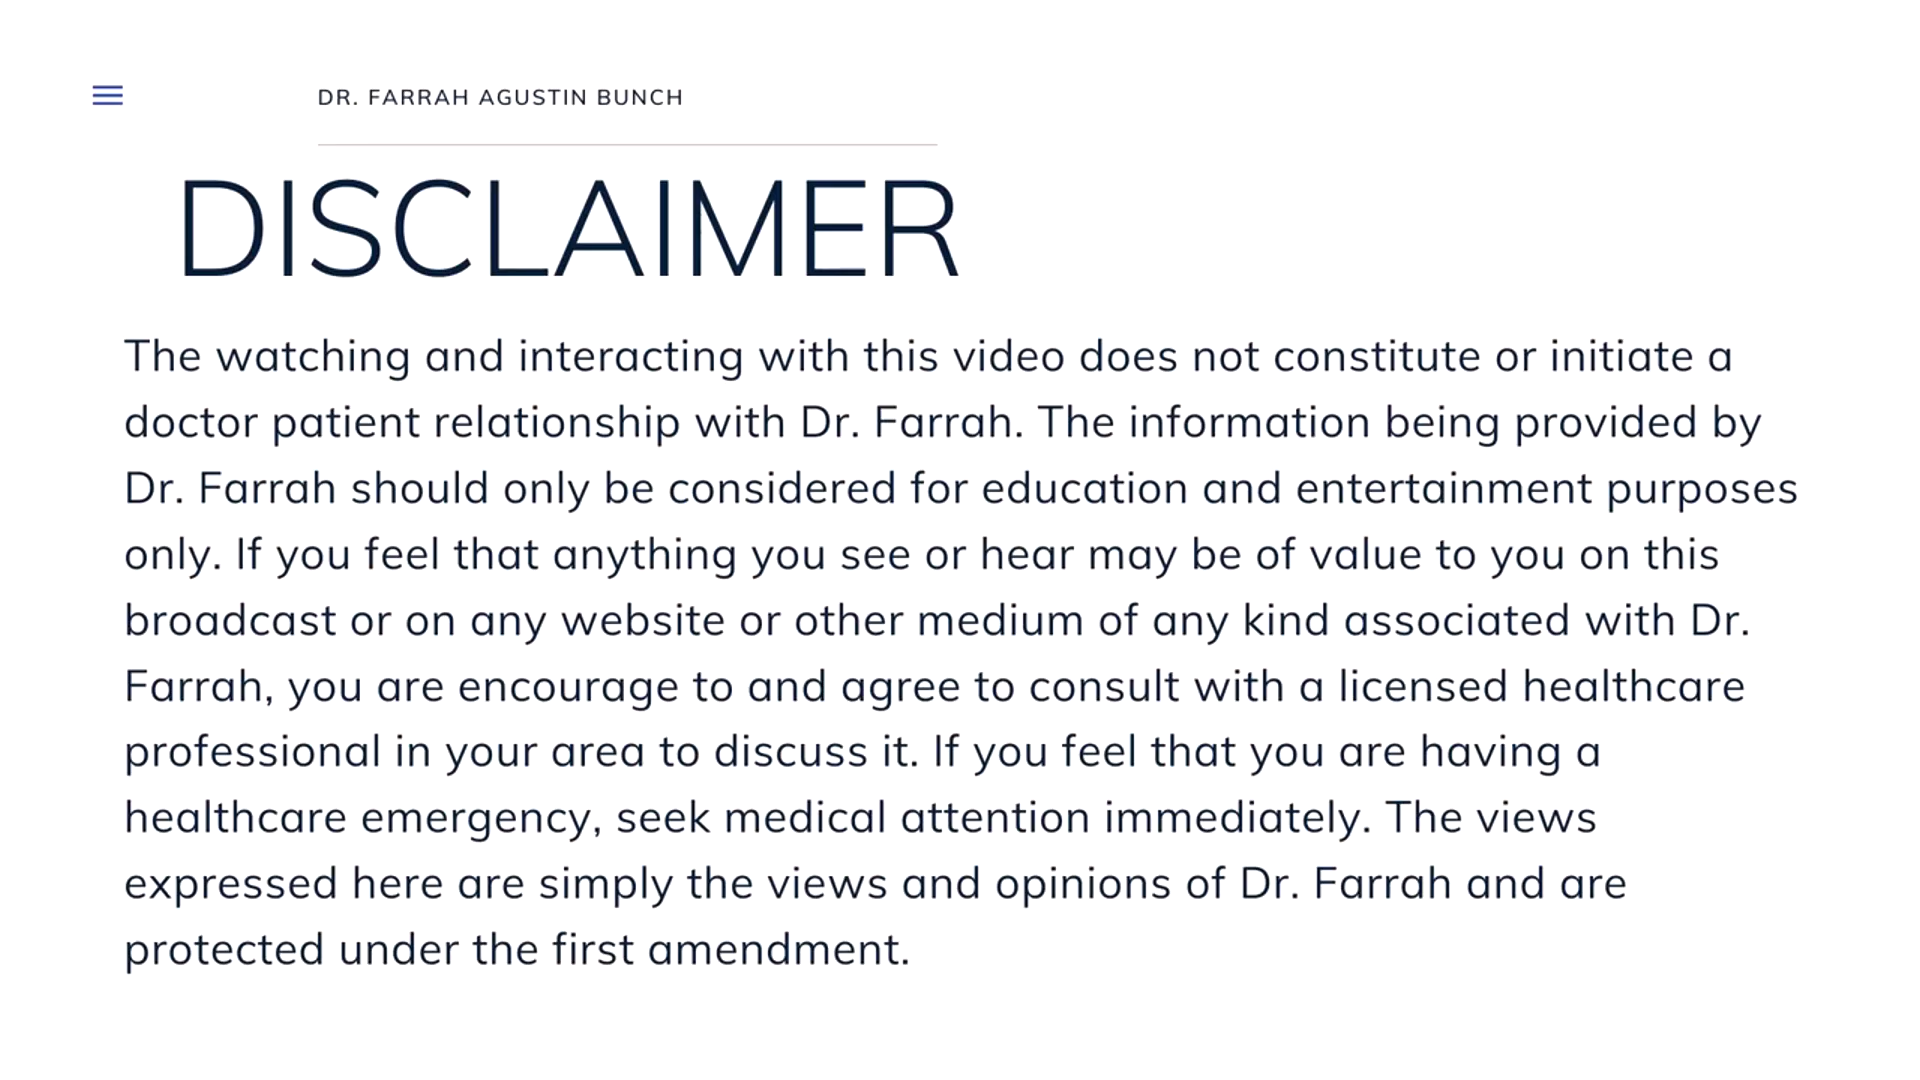 DR. FARRAH AGUSTIN BUNCH
DISCLAIMER
The watching and interacting with this video does not constitute or initiate a
doctor patient relationship with Dr. Farrah. The information being provided by
Dr. Farrah should only be considered for education and entertainment purposes
only. If you feel that anything you see or hear may be of value to you on this
broadcast or on any website or other medium of any kind associated with Dr.
Farrah, you are encourage to and agree to consult with a licensed healthcare
professional in your area to discuss it. If you feel that you are having a
healthcare emergency, seek medical attention immediately. The views
expressed here are simply the views and opinions of Dr. Farrah and are
protected under the first amendment.